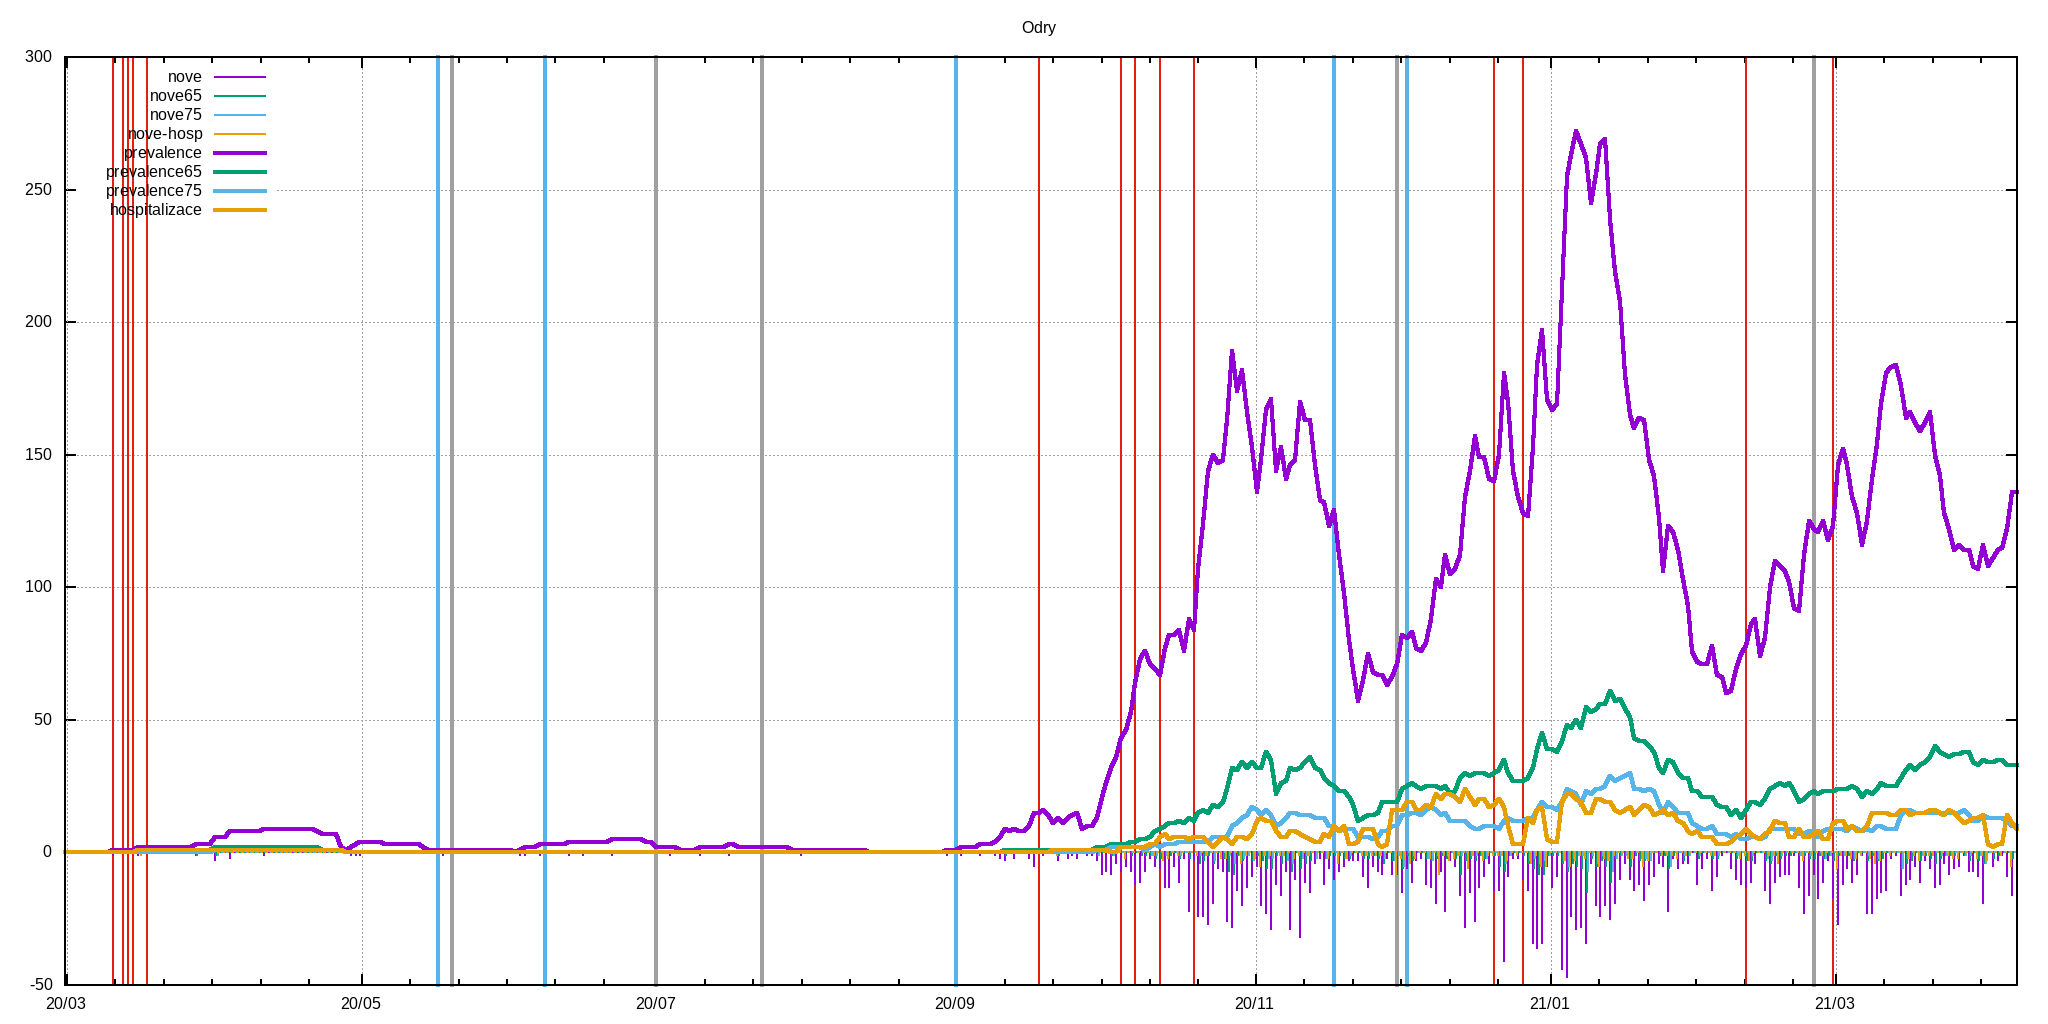 Odry
300
250
200
150
100
50
0
-50
nove
nove65
nove75
nove-hosp
prevalence
prevalence65
prevalence75
hospitalizace
20/03 20/05 20/07 20/09 20/11 21/01 21/03